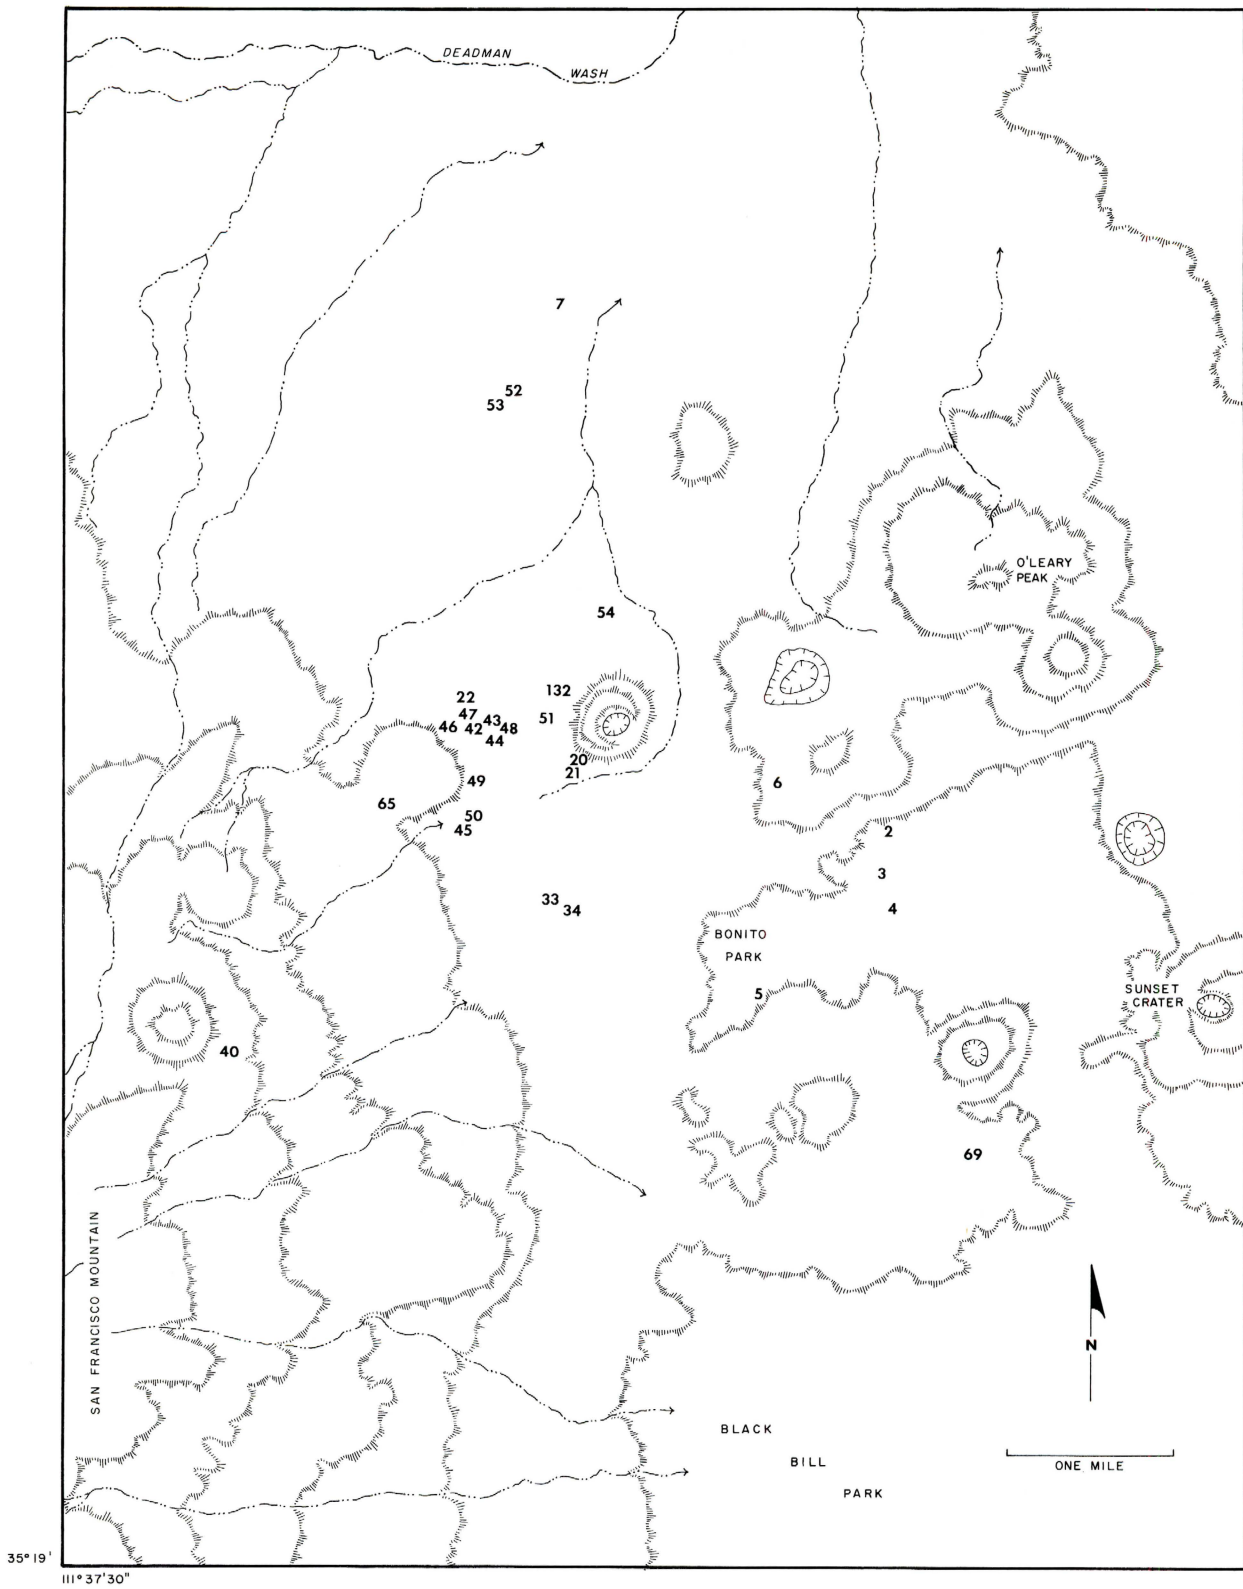 DEADMAN
WASH
7
52
53
O'LEARY
PEAK
54
132
22
47
43
51
46
42
48
44
20
21
49
6
65
50
45
2
3
33
34
4
BONITO
PARK
5
SUNSET
CRATER
40
69
SAN FRANCISCO MOUNTAIN
N
BLACK
BILL
PARK
ONE MILE
35° 19'
111° 37' 30"